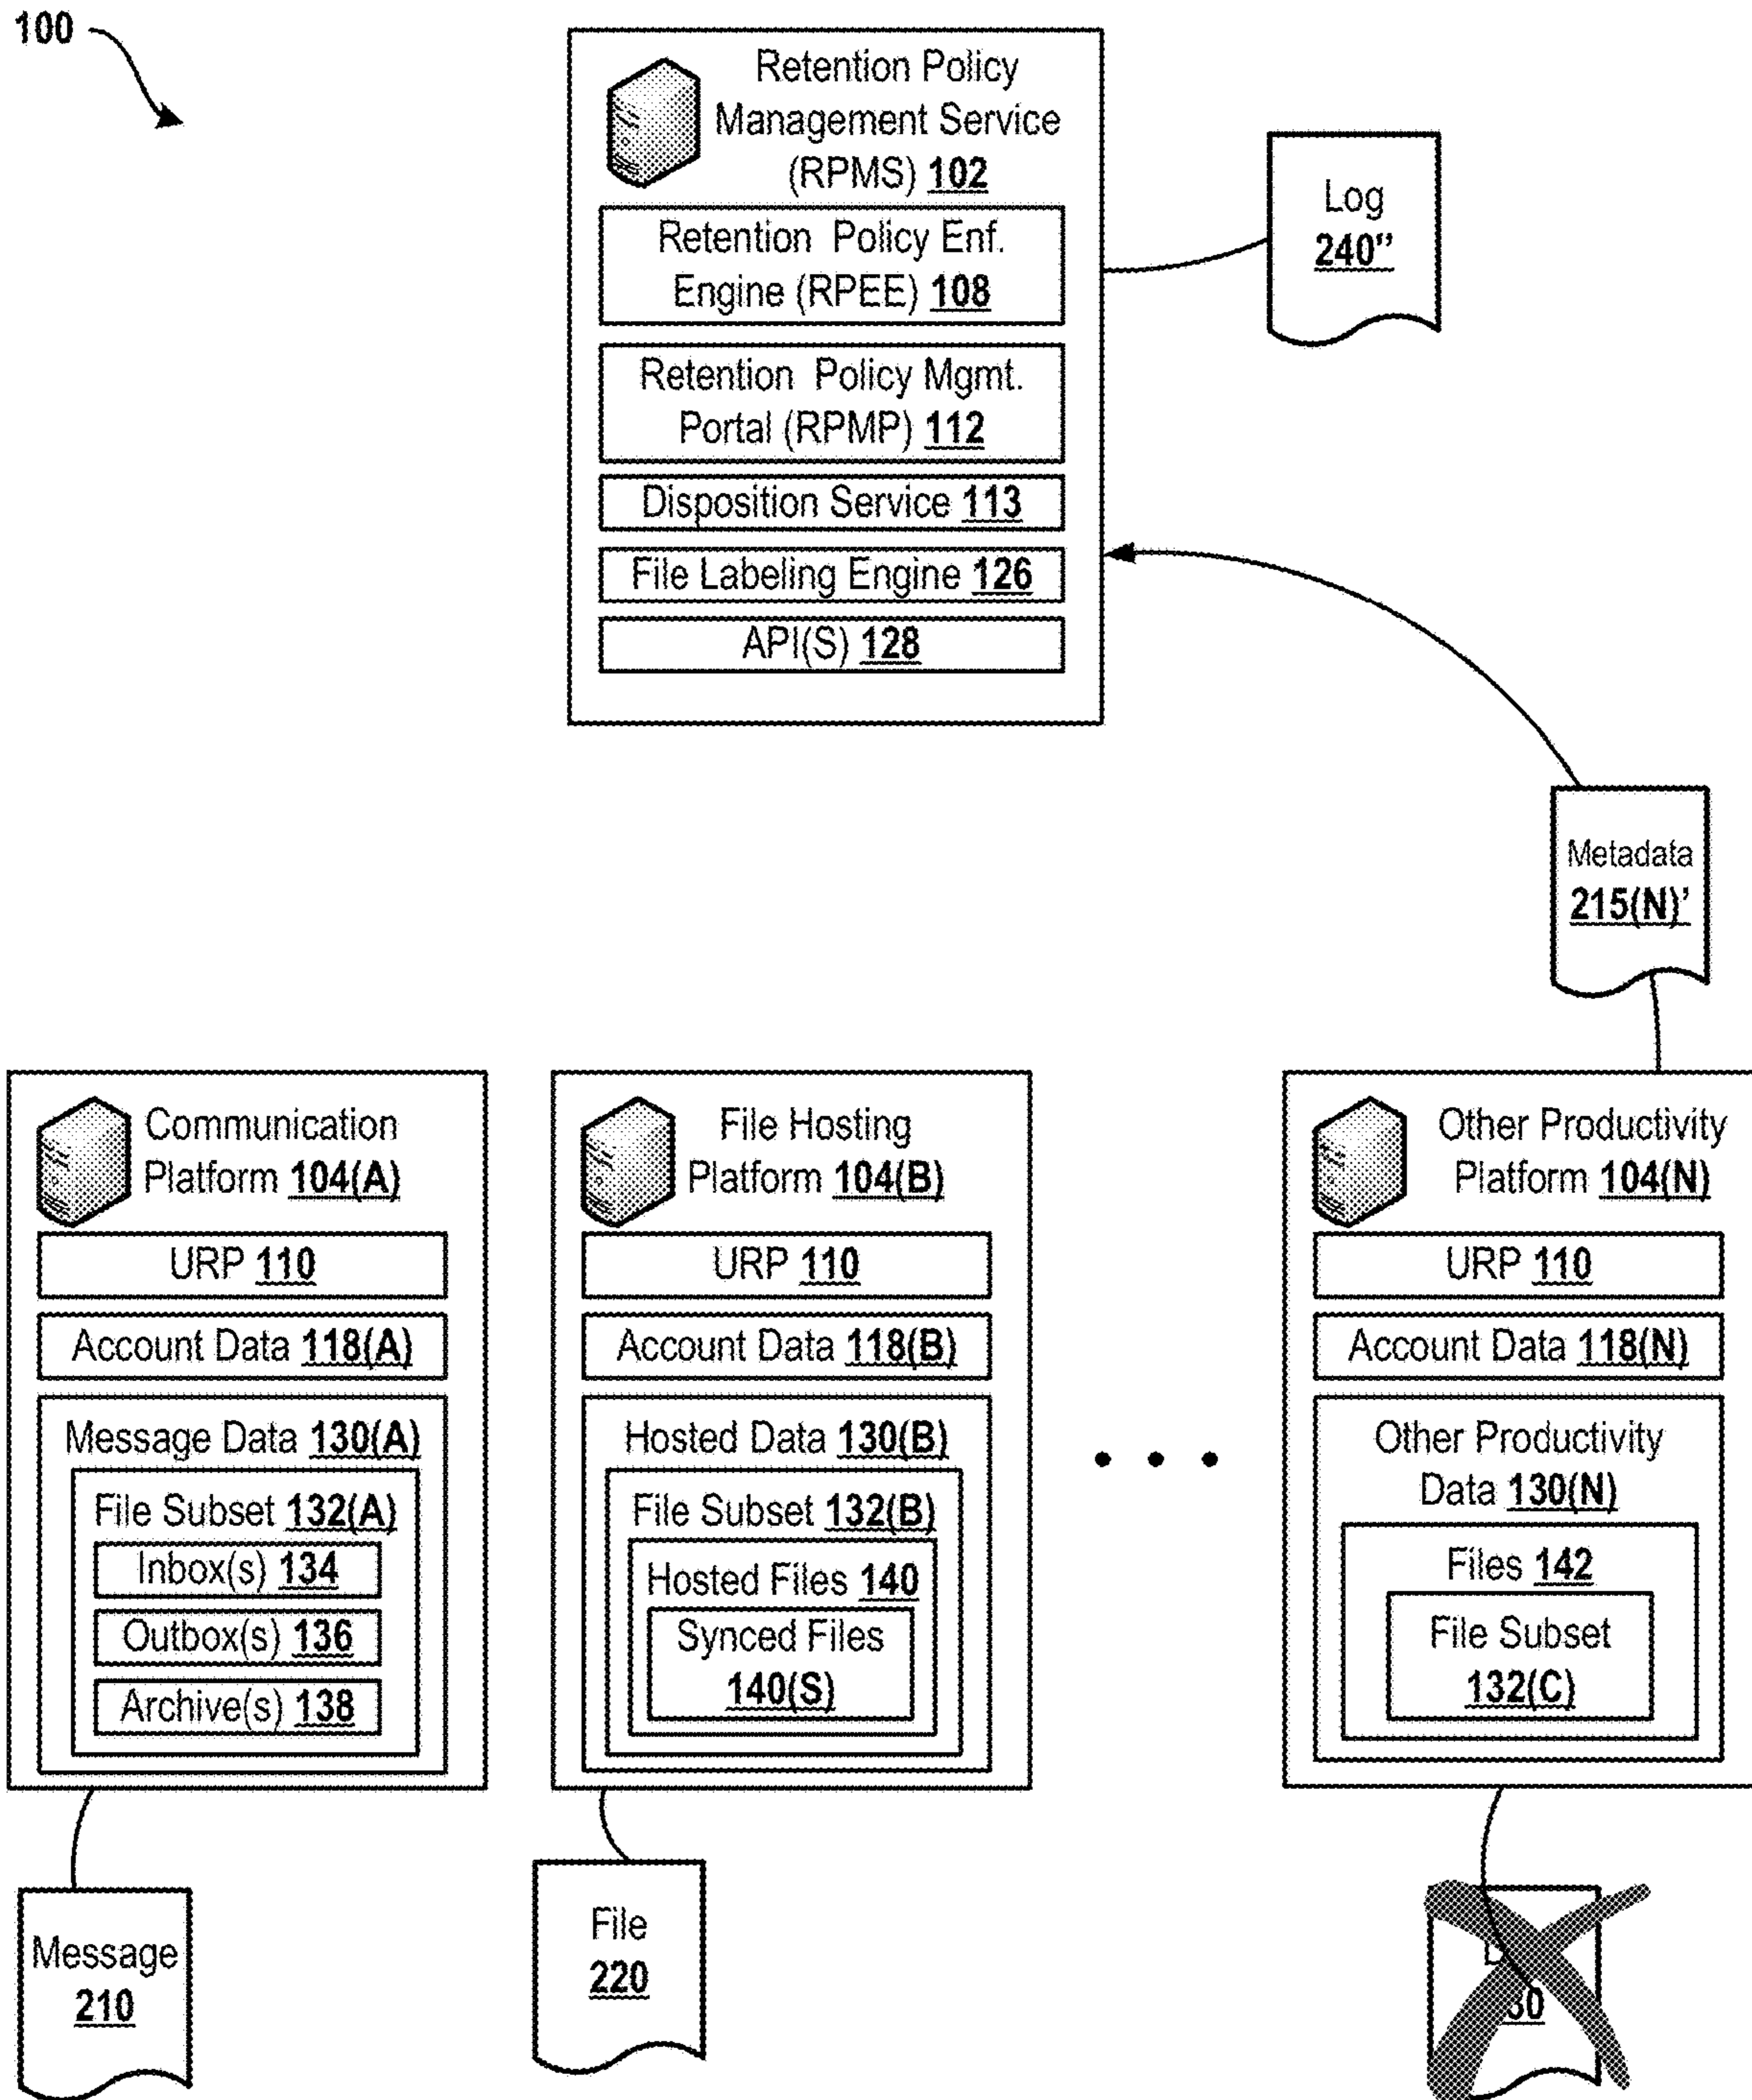 100
Retention Policy
Management Service
(RPMS) 102
Retention Policy Enf.
Engine (RPEE) 108
Retention Policy Mgmt.
Portal (RPMP) 112
Disposition Service 113
File Labeling Engine 126
API(S) 128
Log
240''
Metadata
215(N)'
Communication
Platform 104(A)
URP 110
Account Data 118(A)
Message Data 130(A)
File Subset 132(A)
Inbox(s) 134
Outbox(s) 136
Archive(s) 138
Message
210
File Hosting
Platform 104(B)
URP 110
Account Data 118(B)
Hosted Data 130(B)
File Subset 132(B)
Hosted Files 140
Synced Files
140(S)
File
220
• • •
Other Productivity
Platform 104(N)
URP 110
Account Data 118(N)
Other Productivity
Data 130(N)
Files 142
File Subset
132(C)